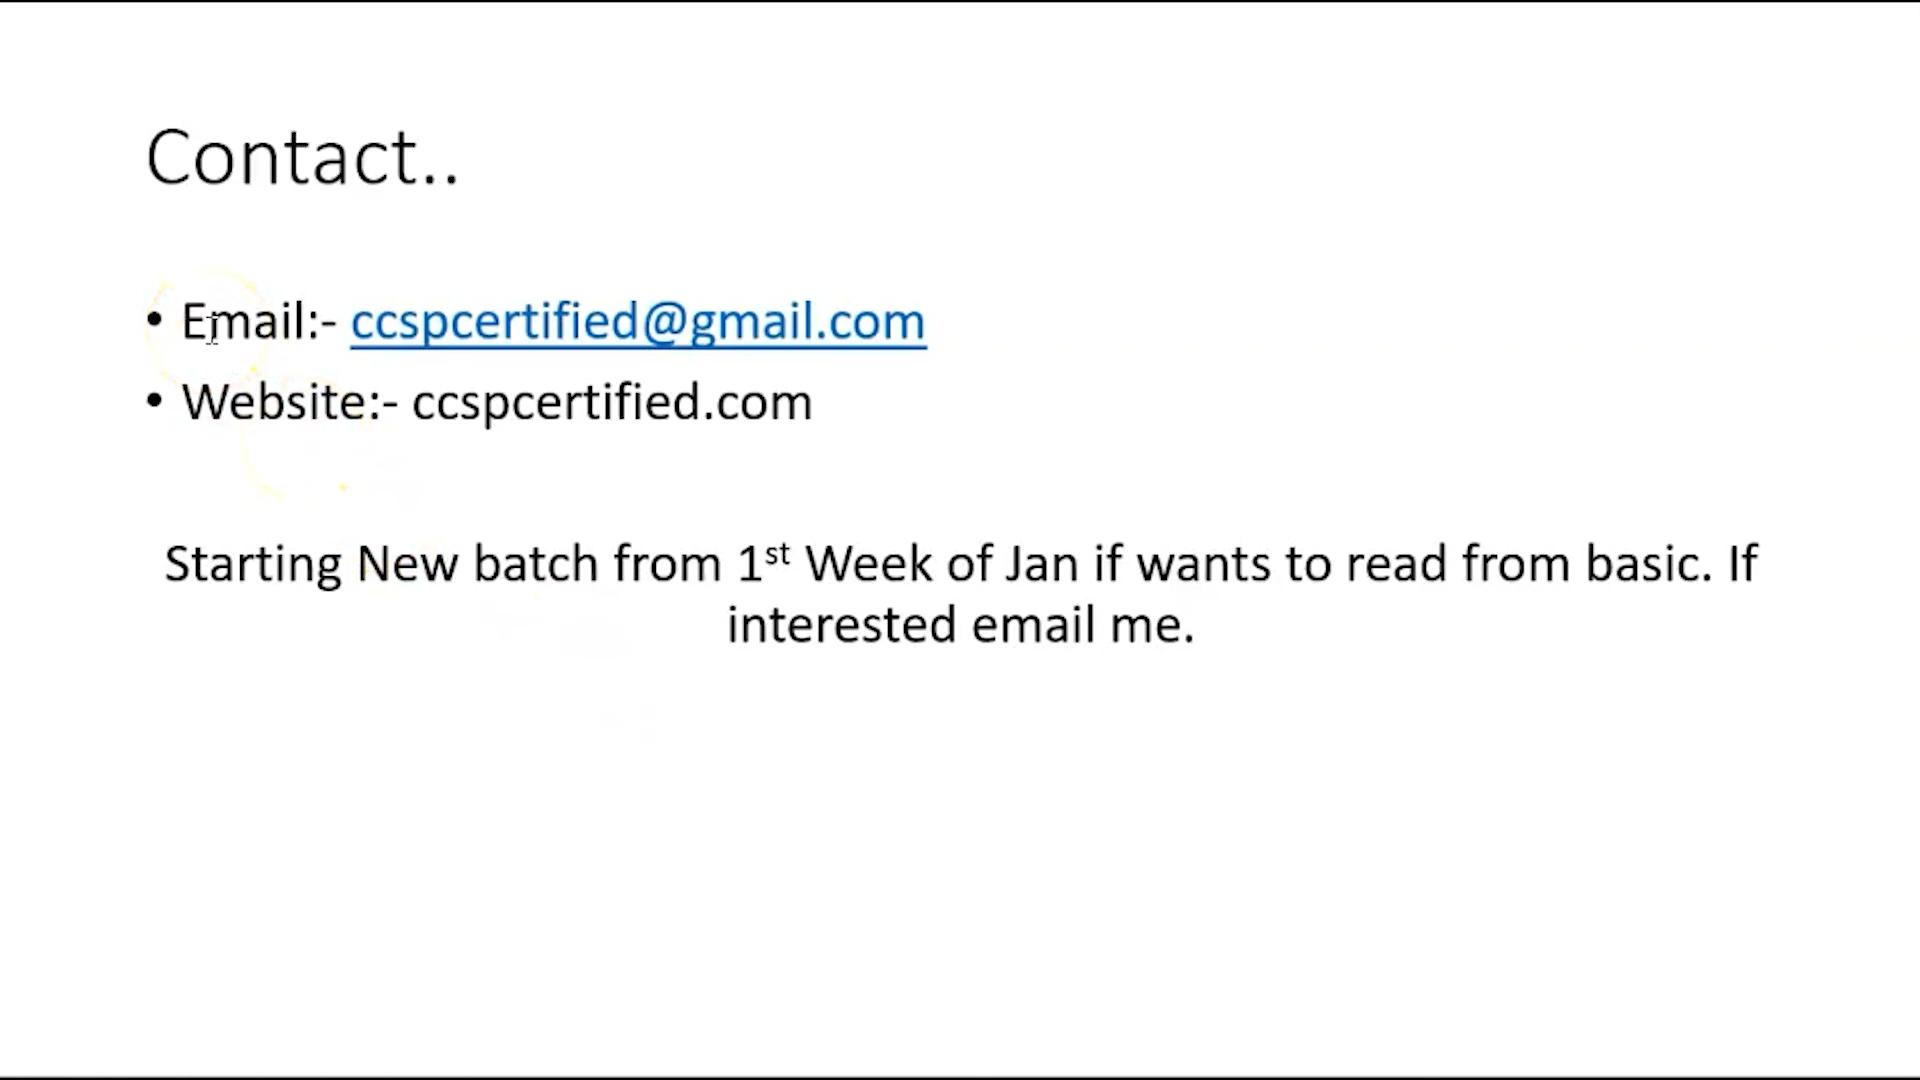 Contact..
• Email:- ccspcertified@gmail.com
• Website:- ccspcertified.com
Starting New batch from 1st Week of Jan if wants to read from basic. If
interested email me.